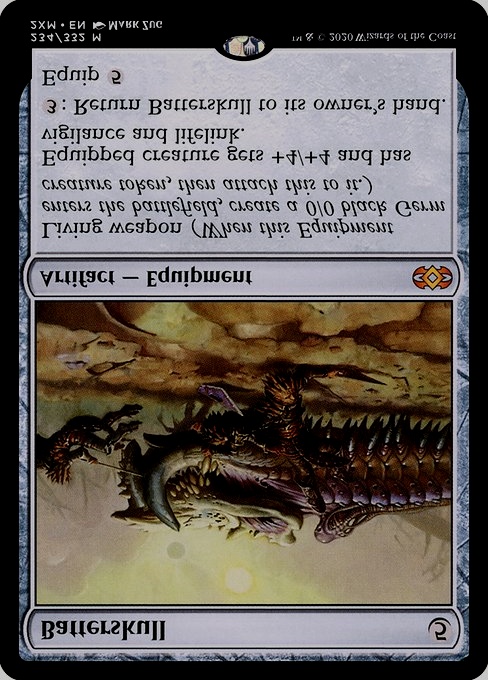 Batterskull 5
Artifact — Equipment
Living weapon (When this Equipment
enters the battlefield, create a 0/0 black Germ
creature token, then attach this to it.)
Equipped creature gets +4/+4 and has
vigilance and lifelink.
3: Return Batterskull to its owner's hand.
Equip 5
234/332 M
2XM • EN Mark Zug
™ & © 2020 Wizards of the Coast